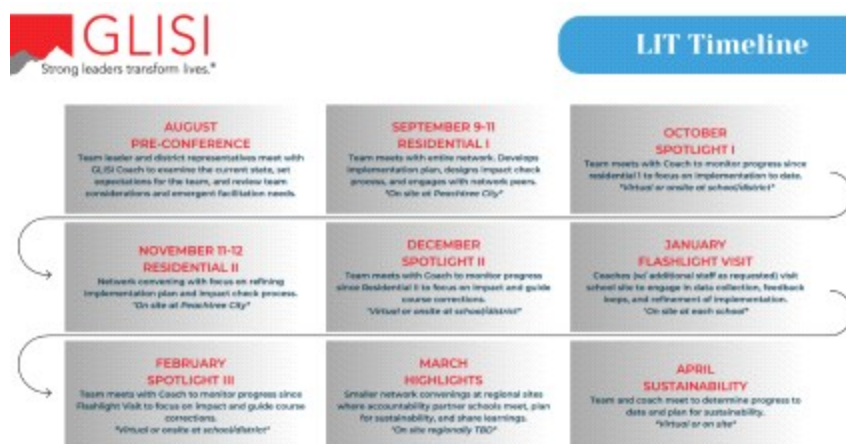 GLISI
Strong leaders transform lives.®
LIT Timeline
AUGUST
PRE-CONFERENCE
Team leader and district representatives meet with
GLISI Coach to examine the current state, set
expectations for the team, and review team
considerations and emergent facilitation needs.
SEPTEMBER 9-11
RESIDENTIAL I
Team meets with entire network. Develops
implementation plan, designs impact check
process, and engages with network peers.
*On site at Peachtree City*
OCTOBER
SPOTLIGHT I
Team meets with Coach to monitor progress since
residential 1 to focus on implementation to date.
*Virtual or onsite at school/district*
NOVEMBER 11-12
RESIDENTIAL II
Network convening with focus on refining
implementation plan and impact check process.
*On site at Peachtree City*
DECEMBER
SPOTLIGHT II
Team meets with Coach to monitor progress
since Residential II to focus on impact and guide
course corrections.
*Virtual or onsite at school/district*
JANUARY
FLASHLIGHT VISIT
Coaches (w/ additional staff as requested) visit
school site to engage in data collection, feedback
loops, and refinement of implementation.
*On site at each school*
FEBRUARY
SPOTLIGHT III
Team meets with Coach to monitor progress since
Flashlight Visit to focus on impact and guide course
corrections.
*Virtual or onsite at school/district*
MARCH
HIGHLIGHTS
Smaller network convenings at regional sites
where accountability partner schools meet, plan
for sustainability, and share learnings.
*On site regionally TBD*
APRIL
SUSTAINABILITY
Team and coach meet to determine progress to
date and plan for sustainability.
*Virtual or on site*